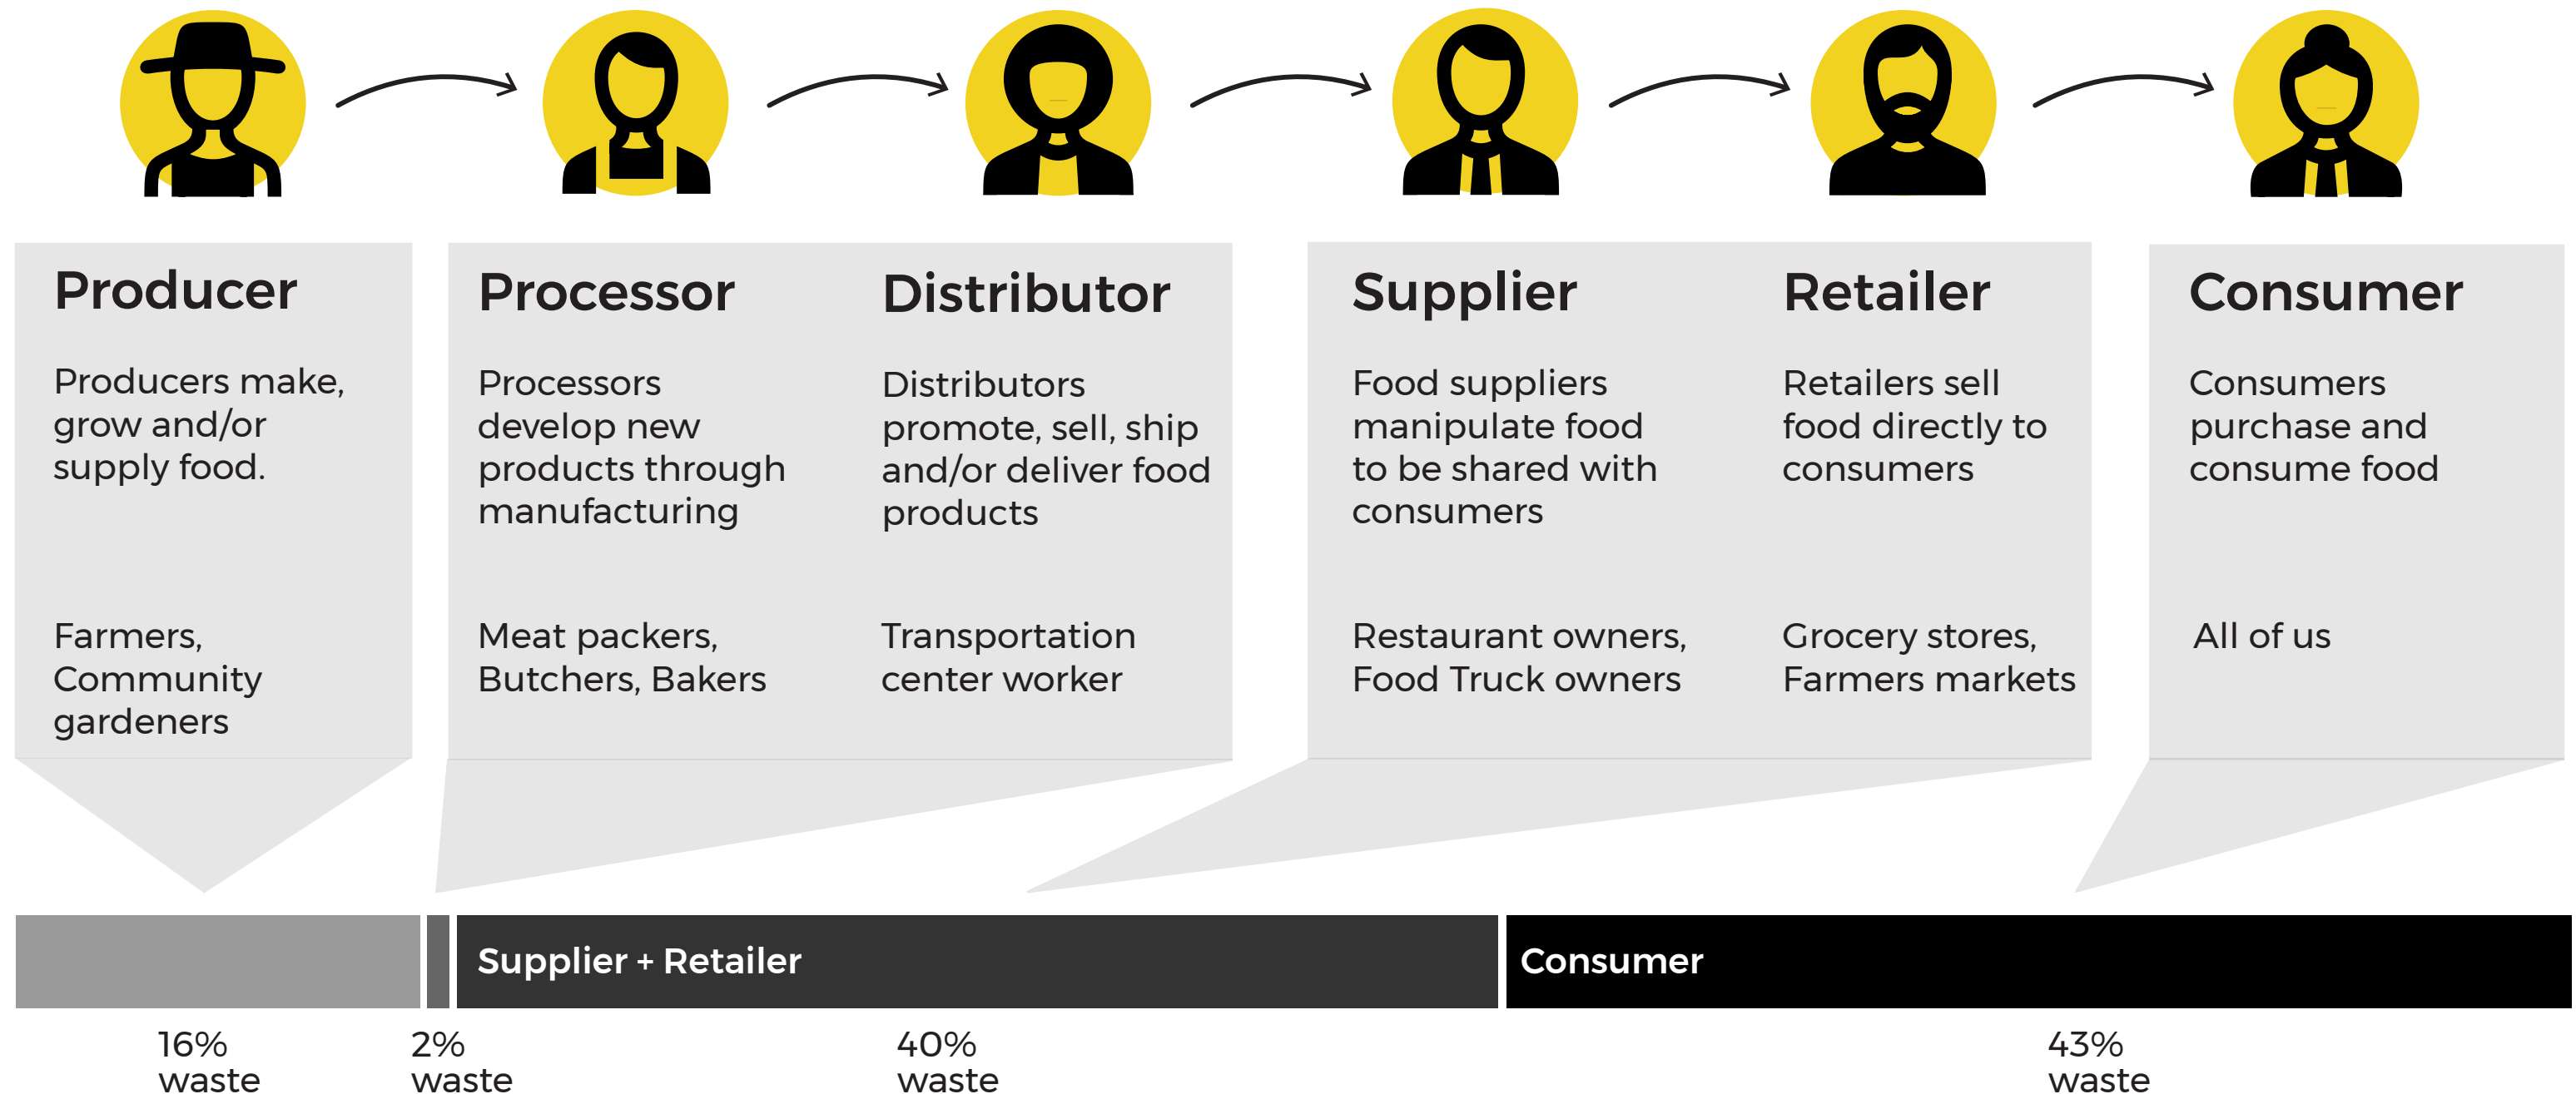 Producer
Producers make,
grow and/or
supply food.
Farmers,
Community
gardeners
Processor
Processors
develop new
products through
manufacturing
Meat packers,
Butchers, Bakers
Distributor
Distributors
promote, sell, ship
and/or deliver food
products
Transportation
center worker
Supplier
Food suppliers
manipulate food
to be shared with
consumers
Restaurant owners,
Food Truck owners
Retailer
Retailers sell
food directly to
consumers
Grocery stores,
Farmers markets
Consumer
Consumers
purchase and
consume food
All of us
Supplier + Retailer
Consumer
16%
waste
2%
waste
40%
waste
43%
waste